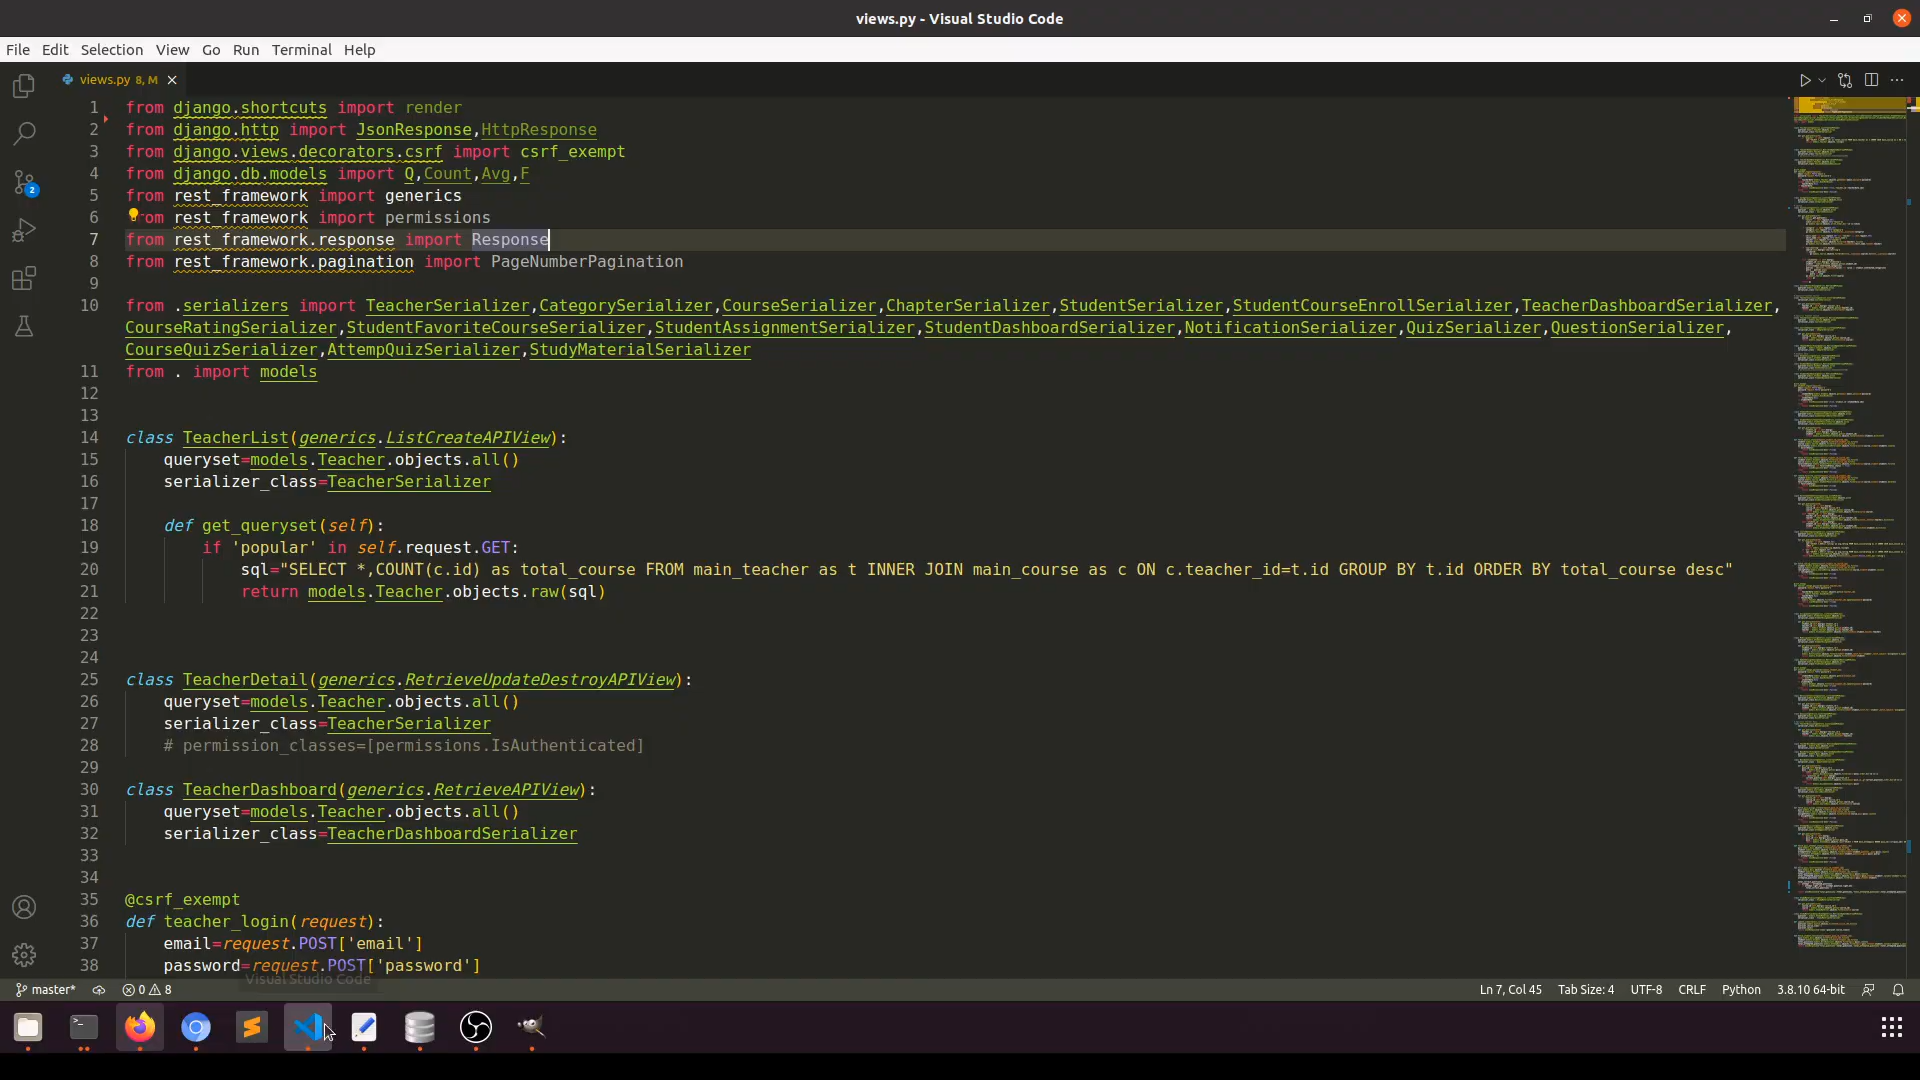 views.py - Visual Studio Code
File Edit Selection View Go Run Terminal Help
views.py 8, M
1 from django.shortcuts import render
2 from django.http import JsonResponse,HttpResponse
3 from django.views.decorators.csrf import csrf_exempt
4 from django.db.models import Q,Count,Avg,F
5 from rest_framework import generics
6 from rest_framework import permissions
7 from rest_framework.response import Response
8 from rest_framework.pagination import PageNumberPagination
9
10 from .serializers import TeacherSerializer,CategorySerializer,CourseSerializer,ChapterSerializer,StudentSerializer,StudentCourseEnrollSerializer,TeacherDashboardSerializer,
CourseRatingSerializer,StudentFavoriteCourseSerializer,StudentAssignmentSerializer,StudentDashboardSerializer,NotificationSerializer,QuizSerializer,QuestionSerializer,
CourseQuizSerializer,AttempQuizSerializer,StudyMaterialSerializer
11 from . import models
12
13
14 class TeacherList(generics.ListCreateAPIView):
15 queryset=models.Teacher.objects.all()
16 serializer_class=TeacherSerializer
17
18 def get_queryset(self):
19 if 'popular' in self.request.GET:
20 sql="SELECT *,COUNT(c.id) as total_course FROM main_teacher as t INNER JOIN main_course as c ON c.teacher_id=t.id GROUP BY t.id ORDER BY total_course desc"
21 return models.Teacher.objects.raw(sql)
22
23
24
25 class TeacherDetail(generics.RetrieveUpdateDestroyAPIView):
26 queryset=models.Teacher.objects.all()
27 serializer_class=TeacherSerializer
28 # permission_classes=[permissions.IsAuthenticated]
29
30 class TeacherDashboard(generics.RetrieveAPIView):
31 queryset=models.Teacher.objects.all()
32 serializer_class=TeacherDashboardSerializer
33
34
35 @csrf_exempt
36 def teacher_login(request):
37 email=request.POST['email']
38 password=request.POST['password']
Visual Studio Code
2
master* 0 8 Ln 7, Col 45 Tab Size: 4 UTF-8 CRLF Python 3.8.10 64-bit